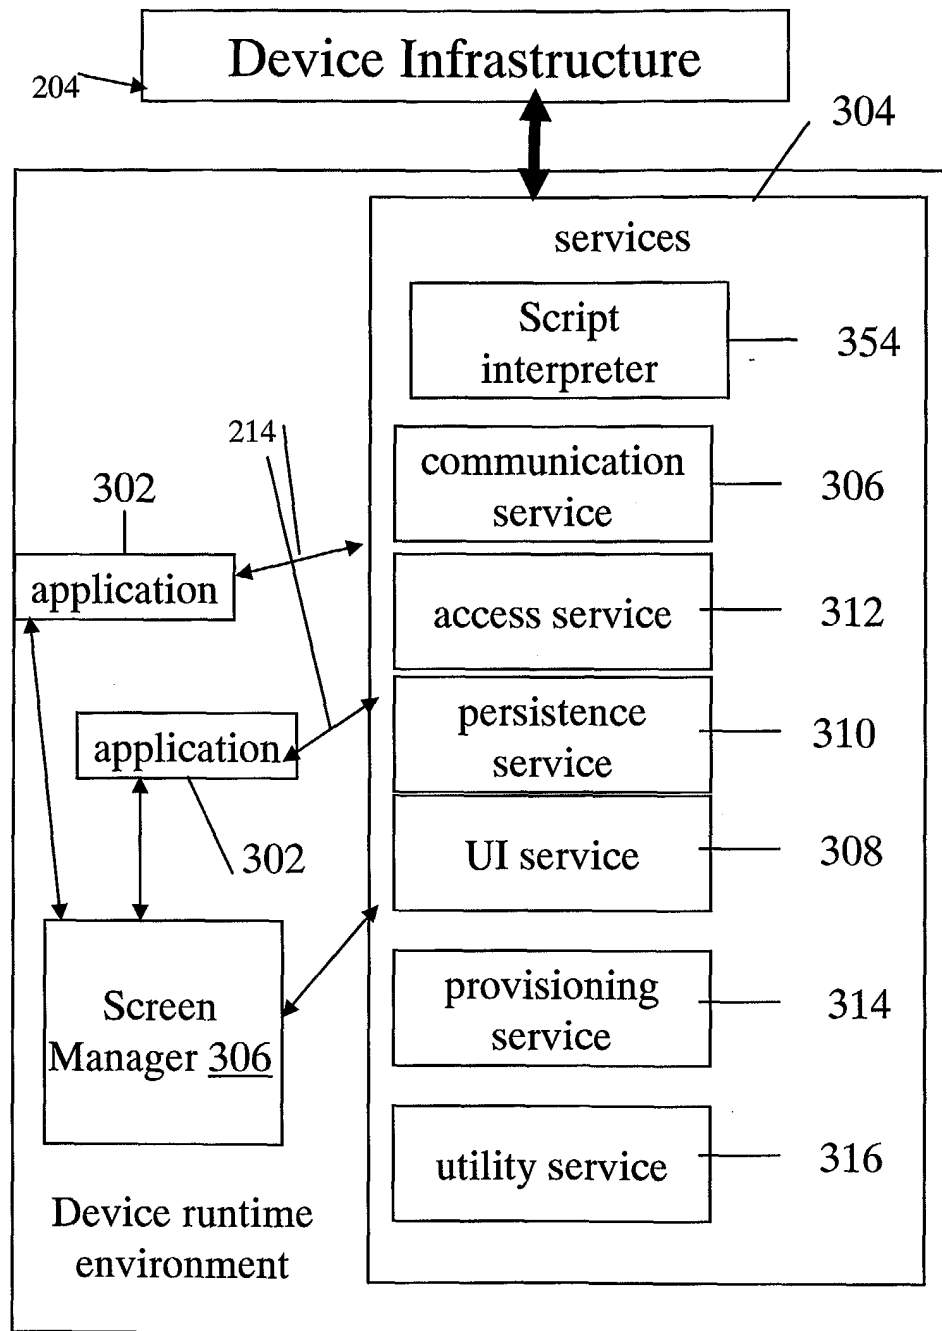 Device Infrastructure
204
304
services
Script
interpreter
354
214
communication
service
306
302
application
access service
312
persistence
service
310
application
302
UI service
308
Screen
Manager 306
provisioning
service
314
utility service
316
Device runtime
environment